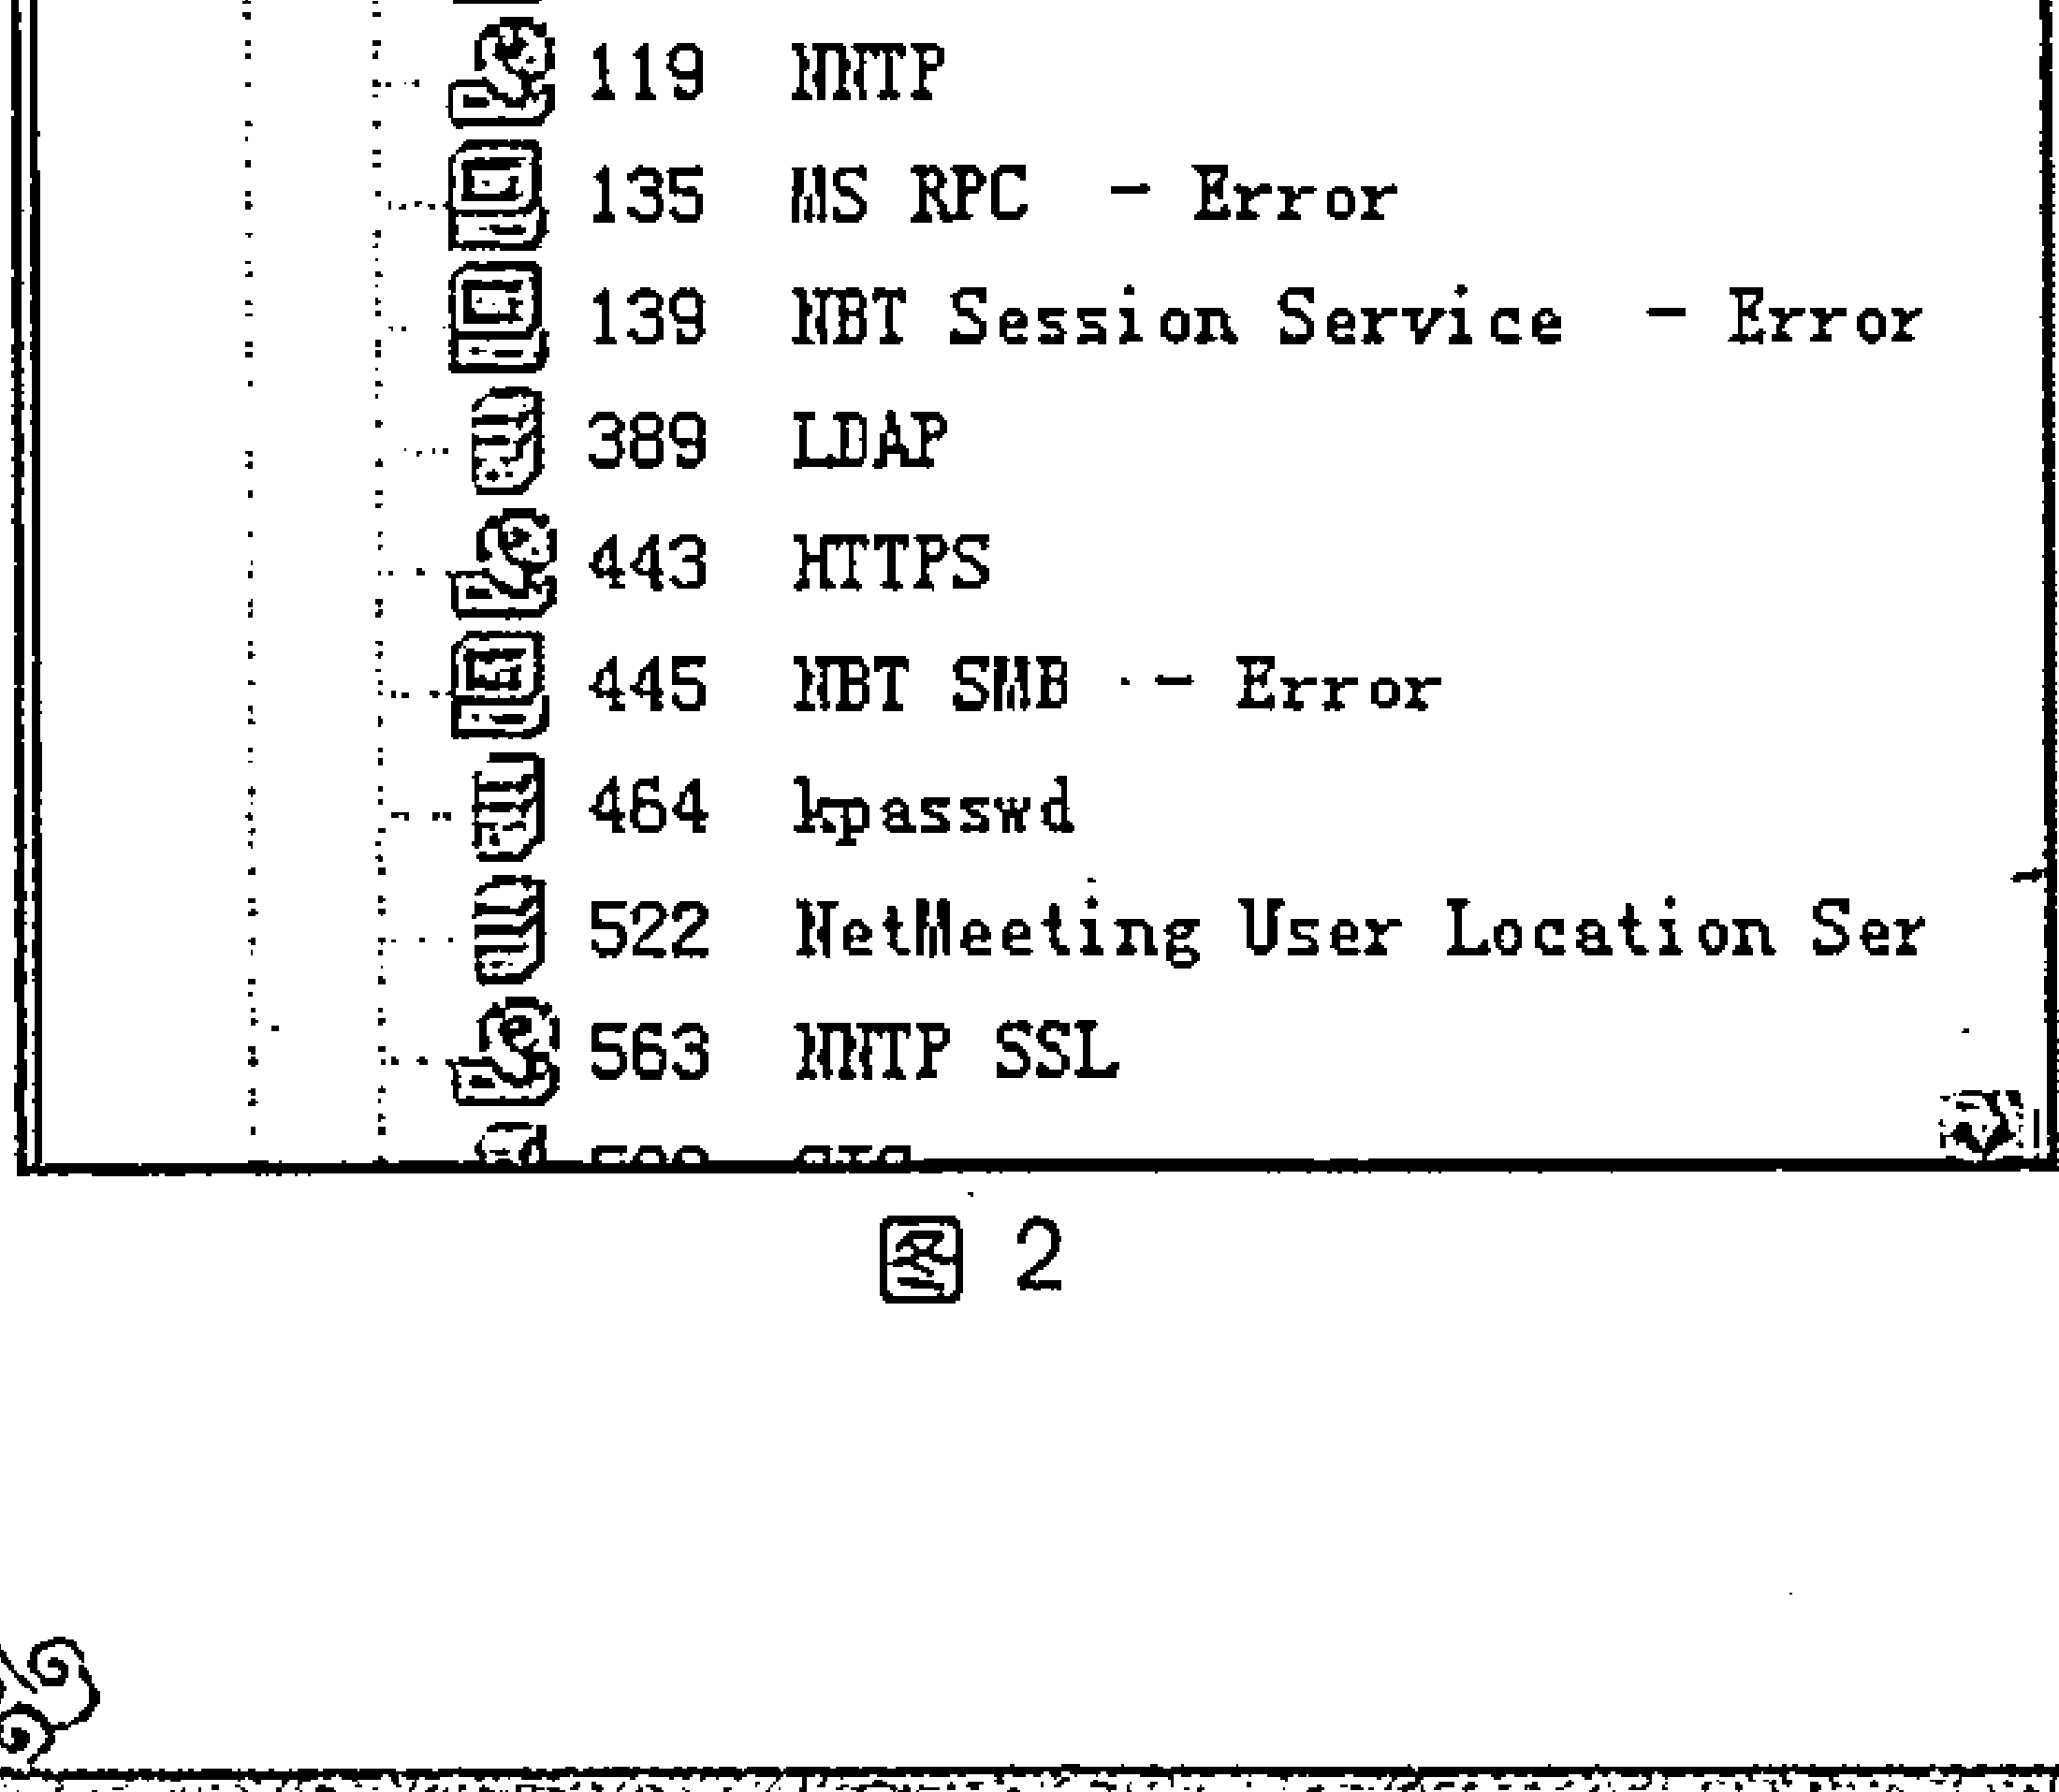 119 NNTP
135 MS RPC - Error
139 NBT Session Service - Error
389 LDAP
443 HTTPS
445 NBT SMB - Error
464 kpasswd
522 NetMeeting User Location Ser
563 NNTP SSL
图 2